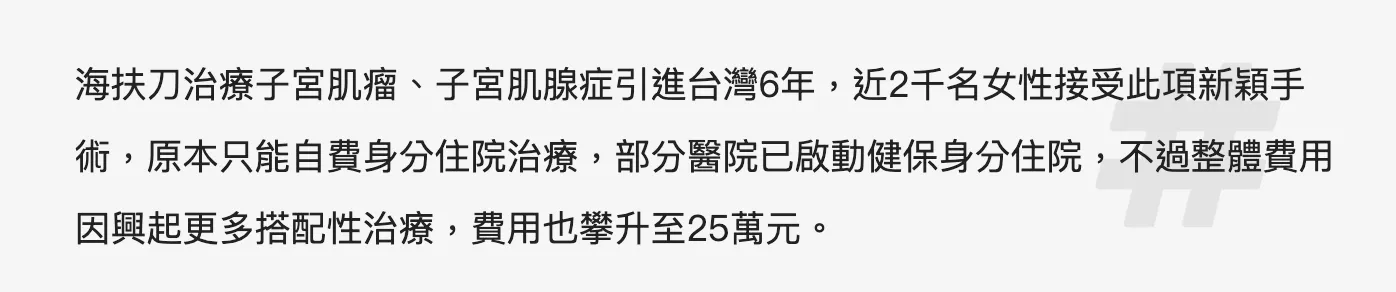 海扶刀治療子宮肌瘤、子宮肌腺症引進台灣6年，近2千名女性接受此項新穎手
術，原本只能自費身分住院治療，部分醫院已啟動健保身分住院，不過整體費用
因興起更多搭配性治療，費用也攀升至25萬元。